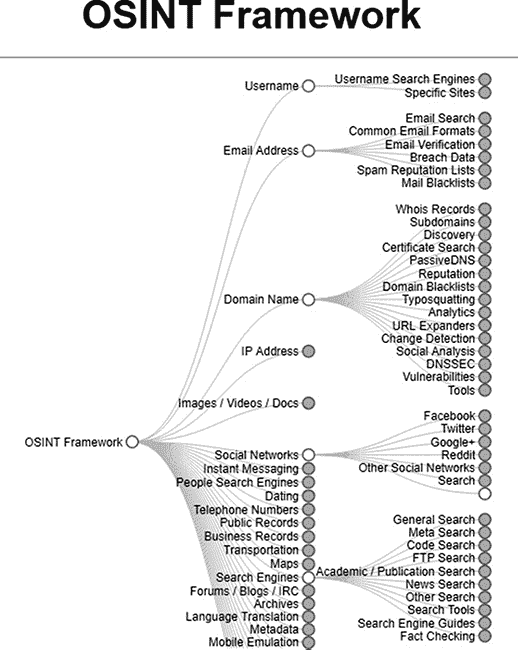 OSINT Framework
Username
Username Search Engines
Specific Sites
Email Address
Email Search
Common Email Formats
Email Verification
Breach Data
Spam Reputation Lists
Mail Blacklists
Domain Name
Whois Records
Subdomains
Discovery
Certificate Search
PassiveDNS
Reputation
Domain Blacklists
Typosquatting
Analytics
URL Expanders
Change Detection
Social Analysis
DNSSEC
Vulnerabilities
Tools
IP Address
Images / Videos / Docs
OSINT Framework
Social Networks
Facebook
Twitter
Google+
Reddit
Other Social Networks
Search
Instant Messaging
People Search Engines
Dating
Telephone Numbers
Public Records
Business Records
Transportation
Maps
Search Engines
General Search
Meta Search
Code Search
FTP Search
Academic / Publication Search
News Search
Other Search
Search Tools
Search Engine Guides
Fact Checking
Forums / Blogs / IRC
Archives
Language Translation
Metadata
Mobile Emulation